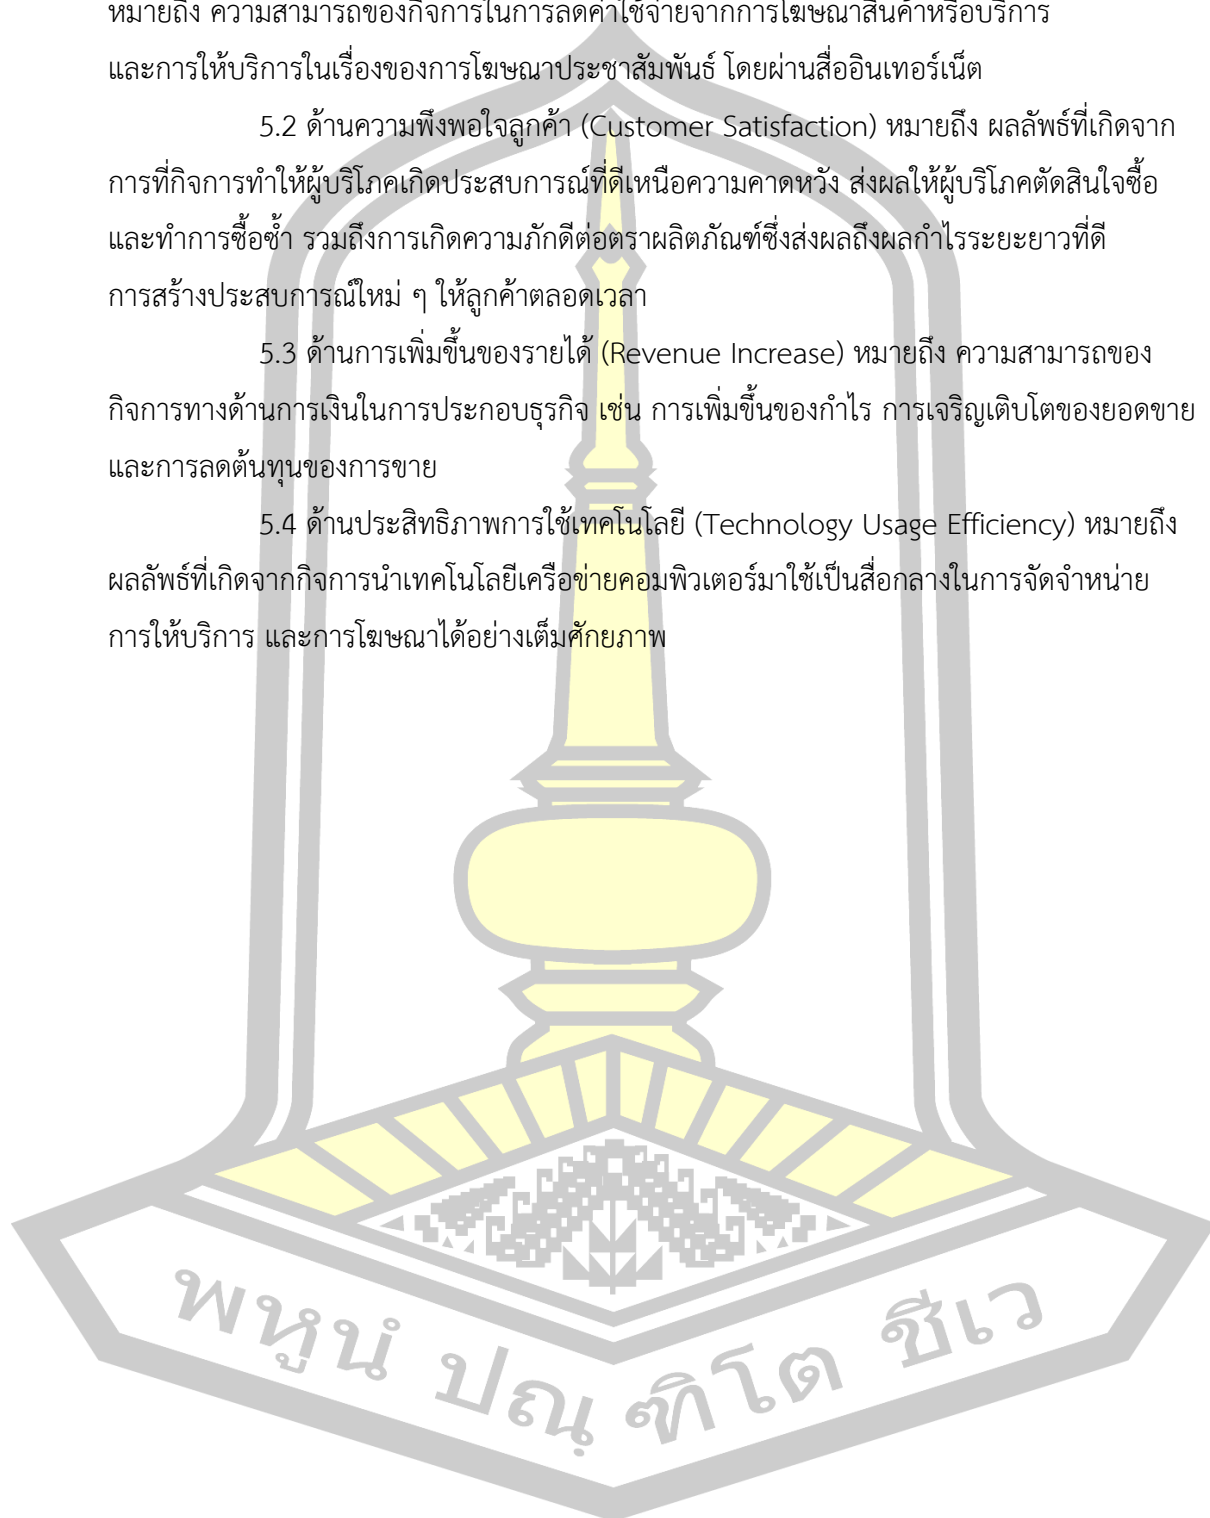 หมายถึง ความสามารถของกิจการในการลดค่าใช้จ่ายจากการโฆษณาสินค้าหรือบริการ
และการให้บริการในเรื่องของการโฆษณาประชาสัมพันธ์ โดยผ่านสื่ออินเทอร์เน็ต
5.2 ด้านความพึงพอใจลูกค้า (Customer Satisfaction) หมายถึง ผลลัพธ์ที่เกิดจาก
การที่กิจการทำให้ผู้บริโภคเกิดประสบการณ์ที่ดีเหนือความคาดหวัง ส่งผลให้ผู้บริโภคตัดสินใจซื้อ
และทำการซื้อซ้ำ รวมถึงการเกิดความภักดีต่อตราผลิตภัณฑ์ซึ่งส่งผลถึงผลกำไรระยะยาวที่ดี
การสร้างประสบการณ์ใหม่ ๆ ให้ลูกค้าตลอดเวลา
5.3 ด้านการเพิ่มขึ้นของรายได้ (Revenue Increase) หมายถึง ความสามารถของ
กิจการทางด้านการเงินในการประกอบธุรกิจ เช่น การเพิ่มขึ้นของกำไร การเจริญเติบโตของยอดขาย
และการลดต้นทุนของการขาย
5.4 ด้านประสิทธิภาพการใช้เทคโนโลยี (Technology Usage Efficiency) หมายถึง
ผลลัพธ์ที่เกิดจากกิจการนำเทคโนโลยีเครือข่ายคอมพิวเตอร์มาใช้เป็นสื่อกลางในการจัดจำหน่าย
การให้บริการ และการโฆษณาได้อย่างเต็มศักยภาพ
พหูนํ ปณฺฑิโต ชีเว